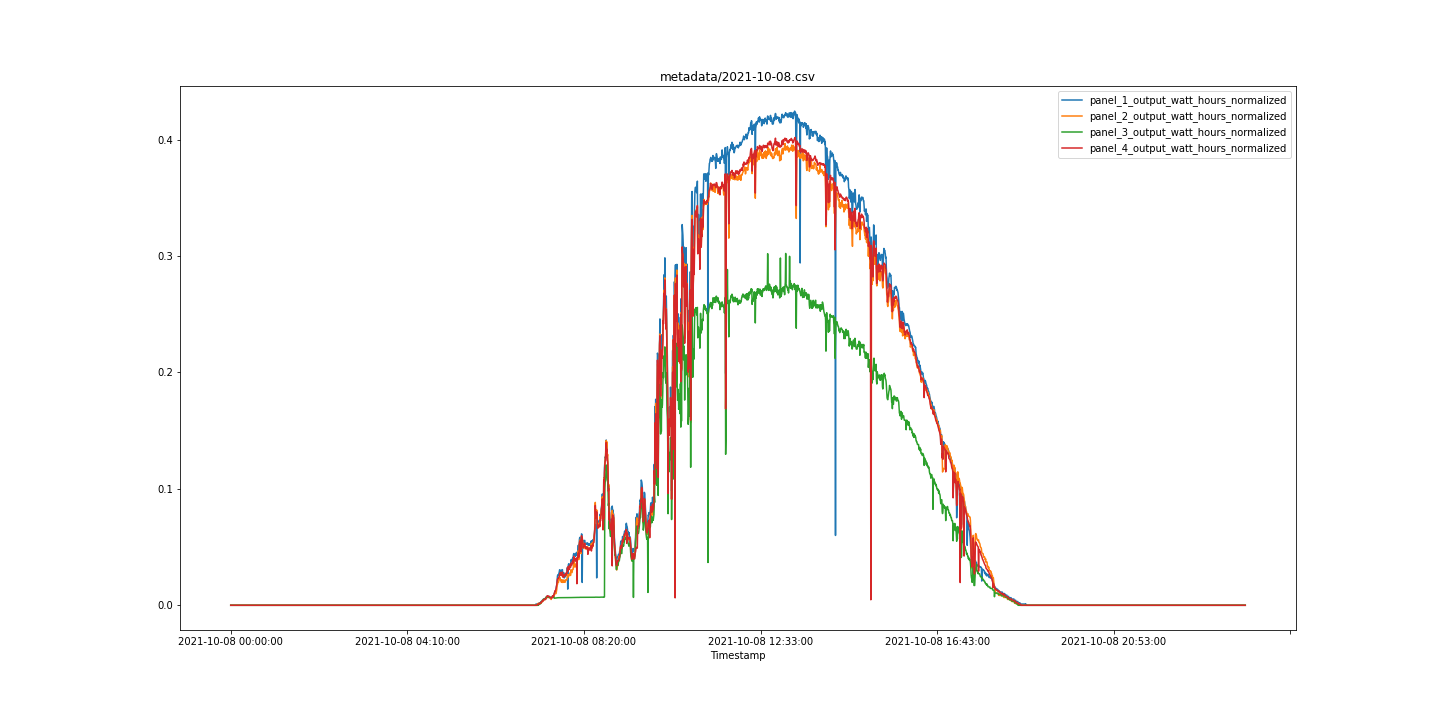 metadata/2021-10-08.csv
panel_1_output_watt_hours_normalized
panel_2_output_watt_hours_normalized
panel_3_output_watt_hours_normalized
panel_4_output_watt_hours_normalized
0.4
0.3
0.2
0.1
0.0
2021-10-08 00:00:00 2021-10-08 04:10:00 2021-10-08 08:20:00 2021-10-08 12:33:00 2021-10-08 16:43:00 2021-10-08 20:53:00
Timestamp